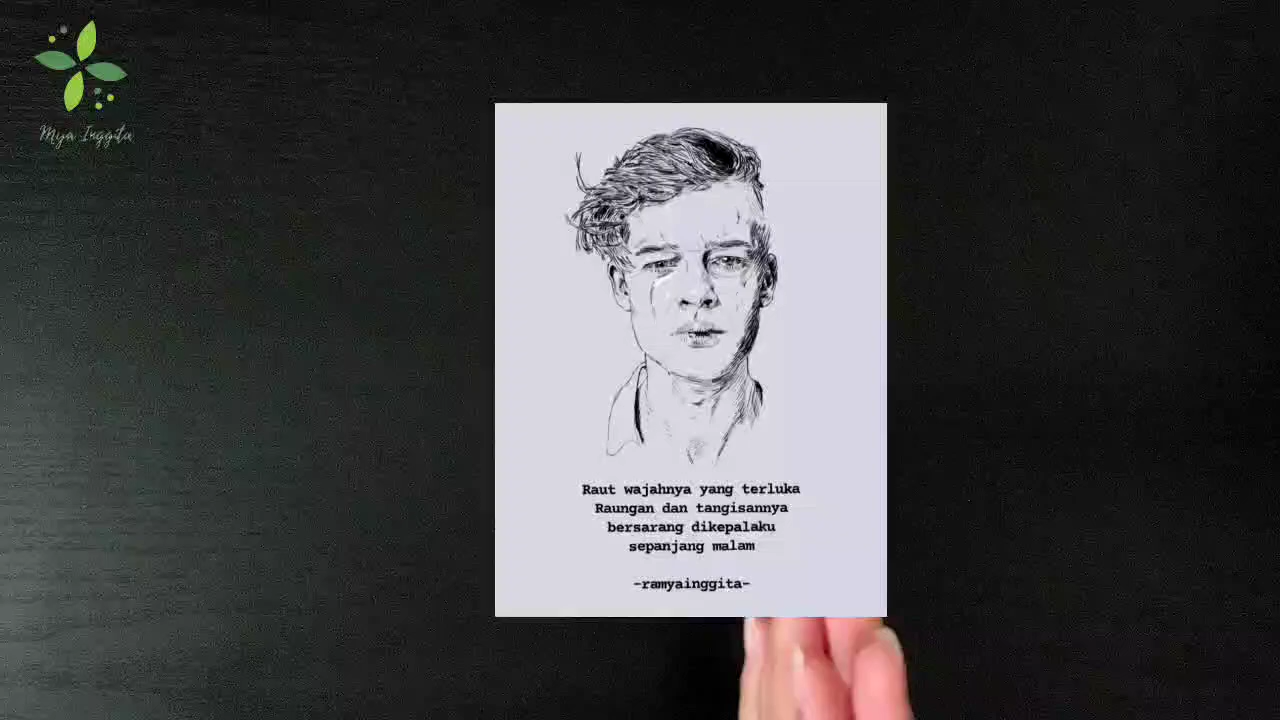 Mya Inggita
Raut wajahnya yang terluka
Raungan dan tangisannya
bersarang dikepalaku
sepanjang malam
-ramyainggita-